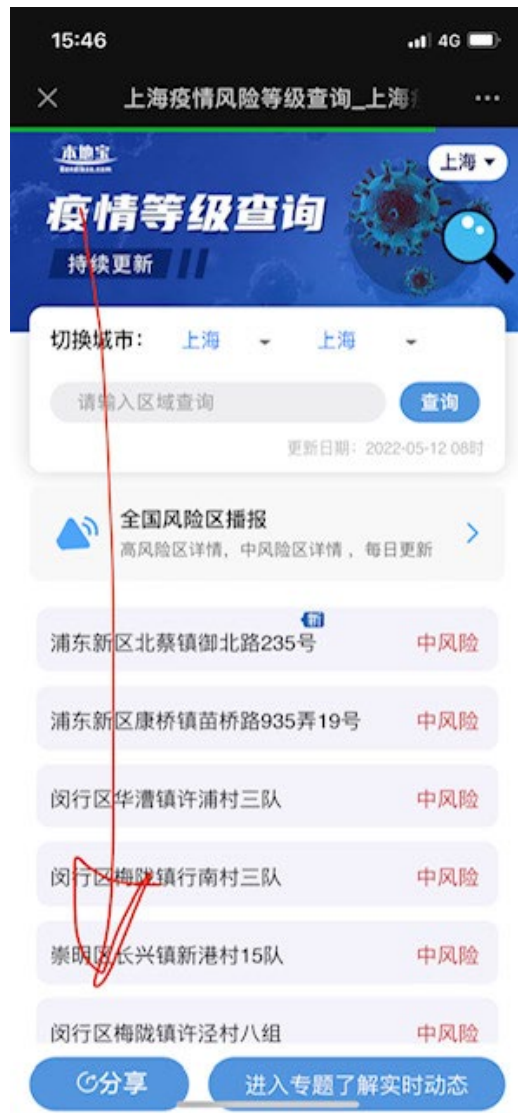 15:46
4G
上海疫情风险等级查询_上海
本地宝
Bendibao.com
上海
疫情等级查询
持续更新
切换城市: 上海 上海
请输入区域查询
查询
更新日期: 2022-05-12 08时
全国风险区播报
高风险区详情, 中风险区详情, 每日更新
新
浦东新区北蔡镇御北路235号 中风险
浦东新区康桥镇苗桥路935弄19号 中风险
闵行区华漕镇许浦村三队 中风险
闵行区梅陇镇行南村三队 中风险
崇明区长兴镇新港村15队 中风险
闵行区梅陇镇许泾村八组 中风险
分享
进入专题了解实时动态